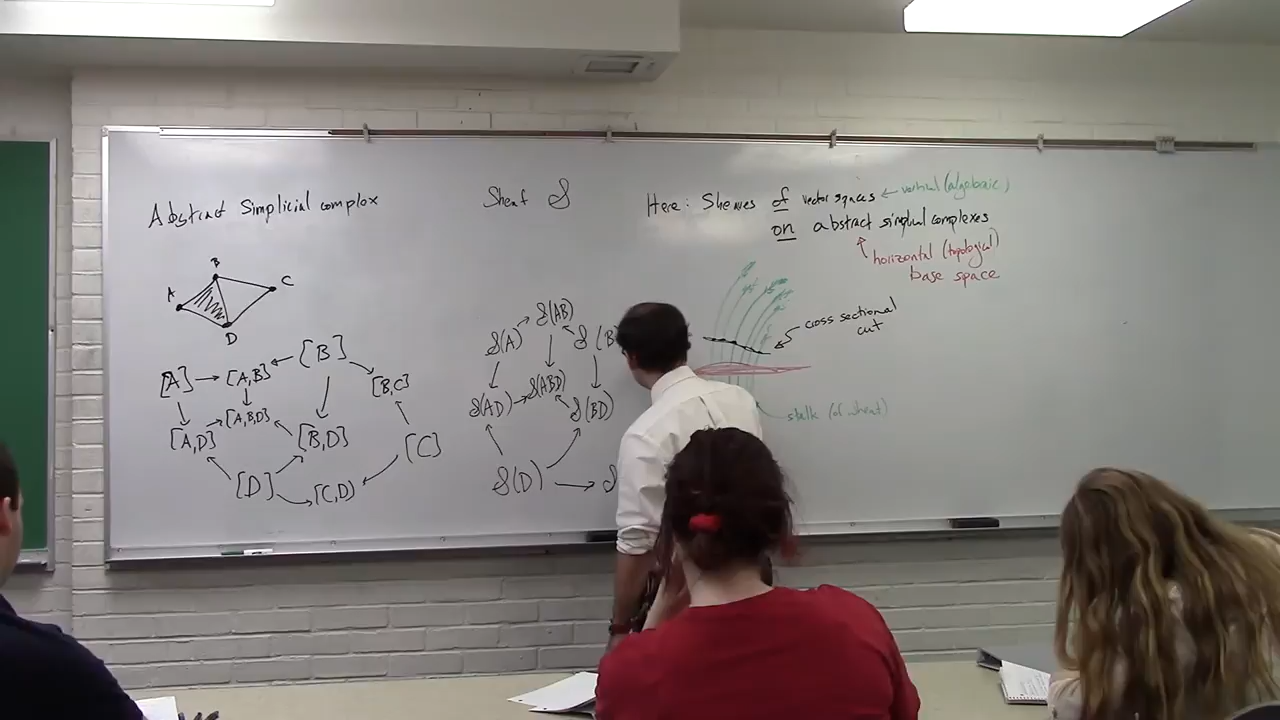 Abstract Simplicial complex
B
A
C
D
[B]
[A] → [A,B] ←
[B,C]
[A,B,D]
[A,D]
[B,D]
[C]
[D]
[C,D]
Sheaf 𝒮
𝒮(AB)
𝒮(A)
𝒮(B
𝒮(ABD)
𝒮(AD)
𝒮(BD)
𝒮(D) → 𝒮
Here: Sheaves of vector spaces ← vertical (algebraic)
on abstract simplicial complexes
horizontal (topological)
base space
cross sectional
cut
stalk (of sheaf)